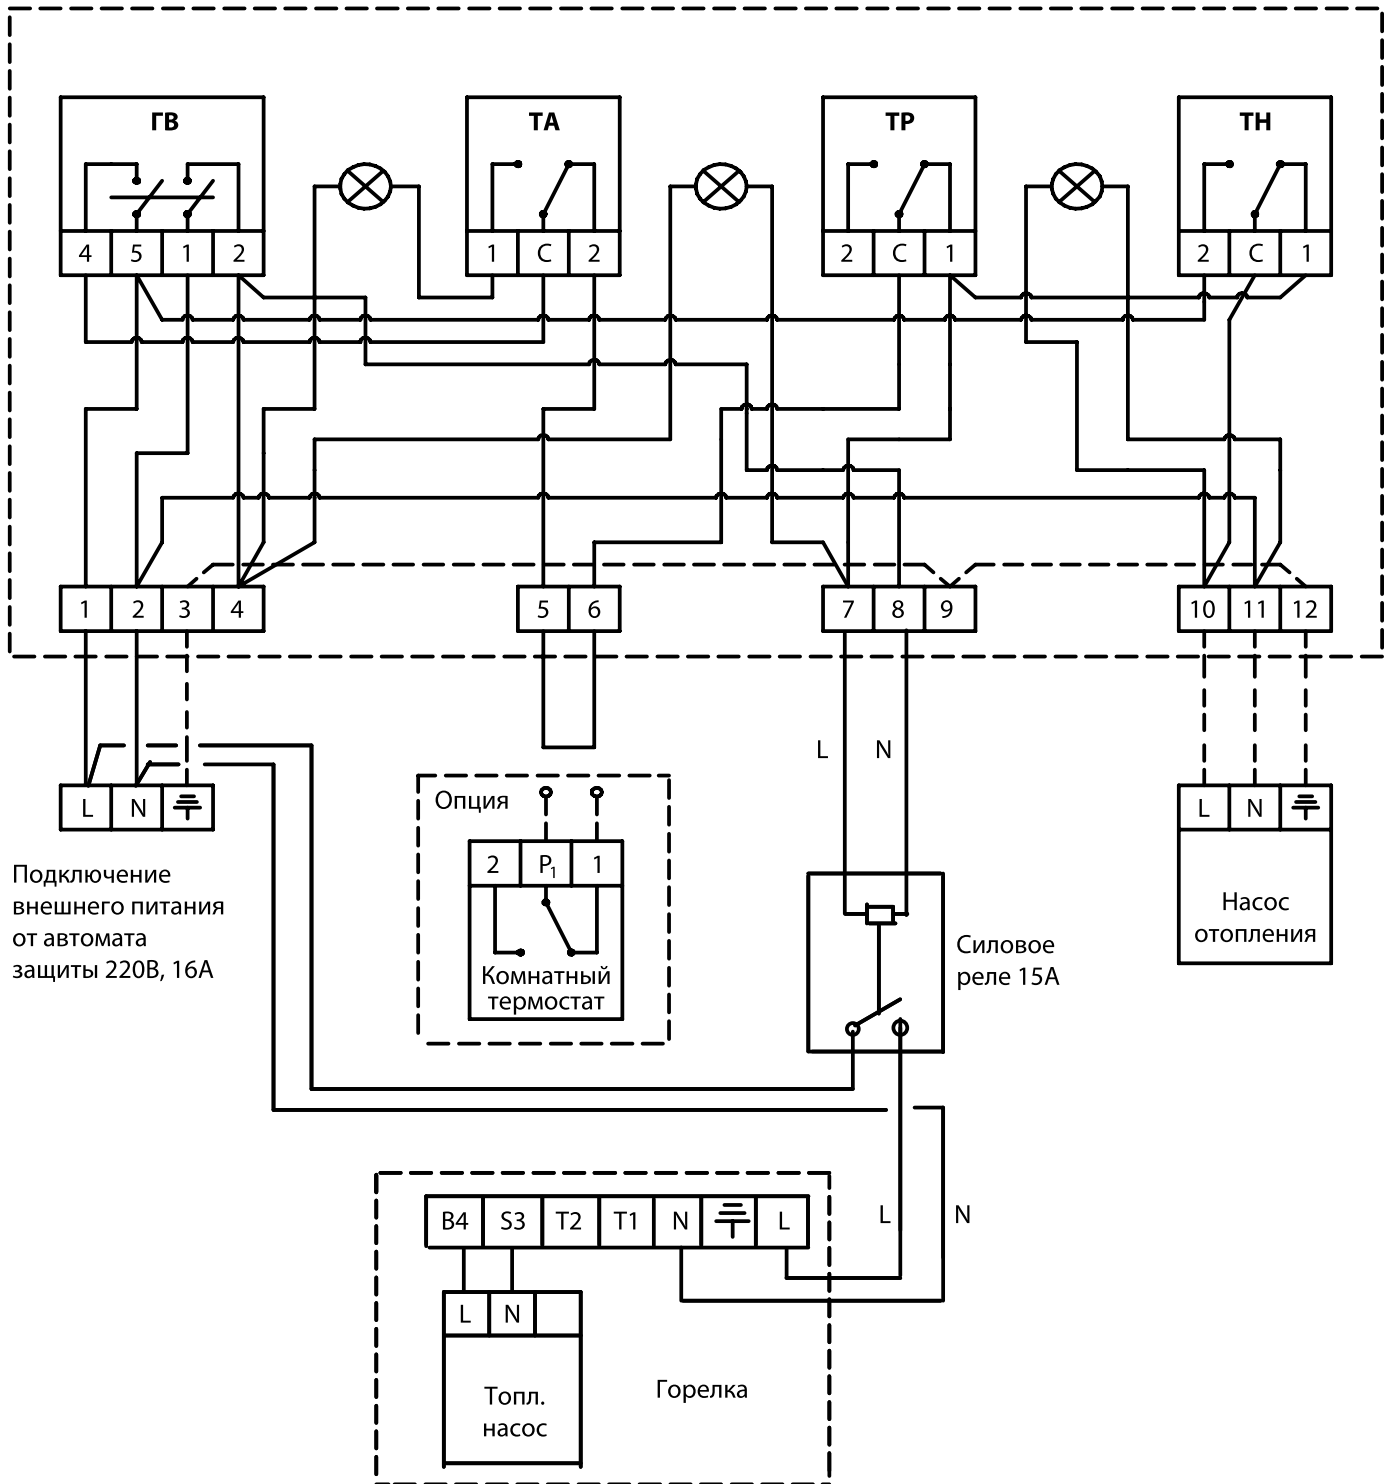 ГВ
ТА
ТР
ТН
4 5 1 2
1 С 2
2 С 1
2 С 1
1 2 3 4
5 6
7 8 9
10 11 12
L N
L N
Опция
2 P1 1
Комнатный
термостат
L N
Насос
отопления
Подключение
внешнего питания
от автомата
защиты 220В, 16А
Силовое
реле 15А
B4 S3 T2 T1 N L
L N
L N
Топл.
насос
Горелка